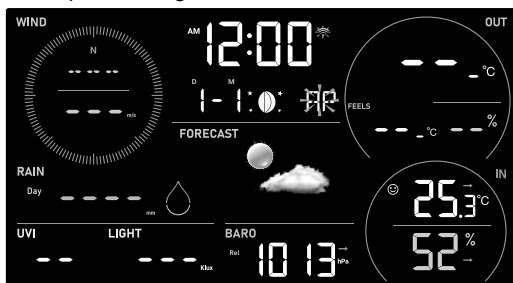 WIND
N
-- -- --
-- -- -- m/s
AM 12:00
D M
1-1
OUT
-- --._ °C
FEELS
-- --._ °C -- -- %
FORECAST
RAIN
Day -- -- -- -- mm
UVI LIGHT
-- -- -- -- -- Klux
BARO
Rel 1013 hPa
IN
25.3 °C
52 %